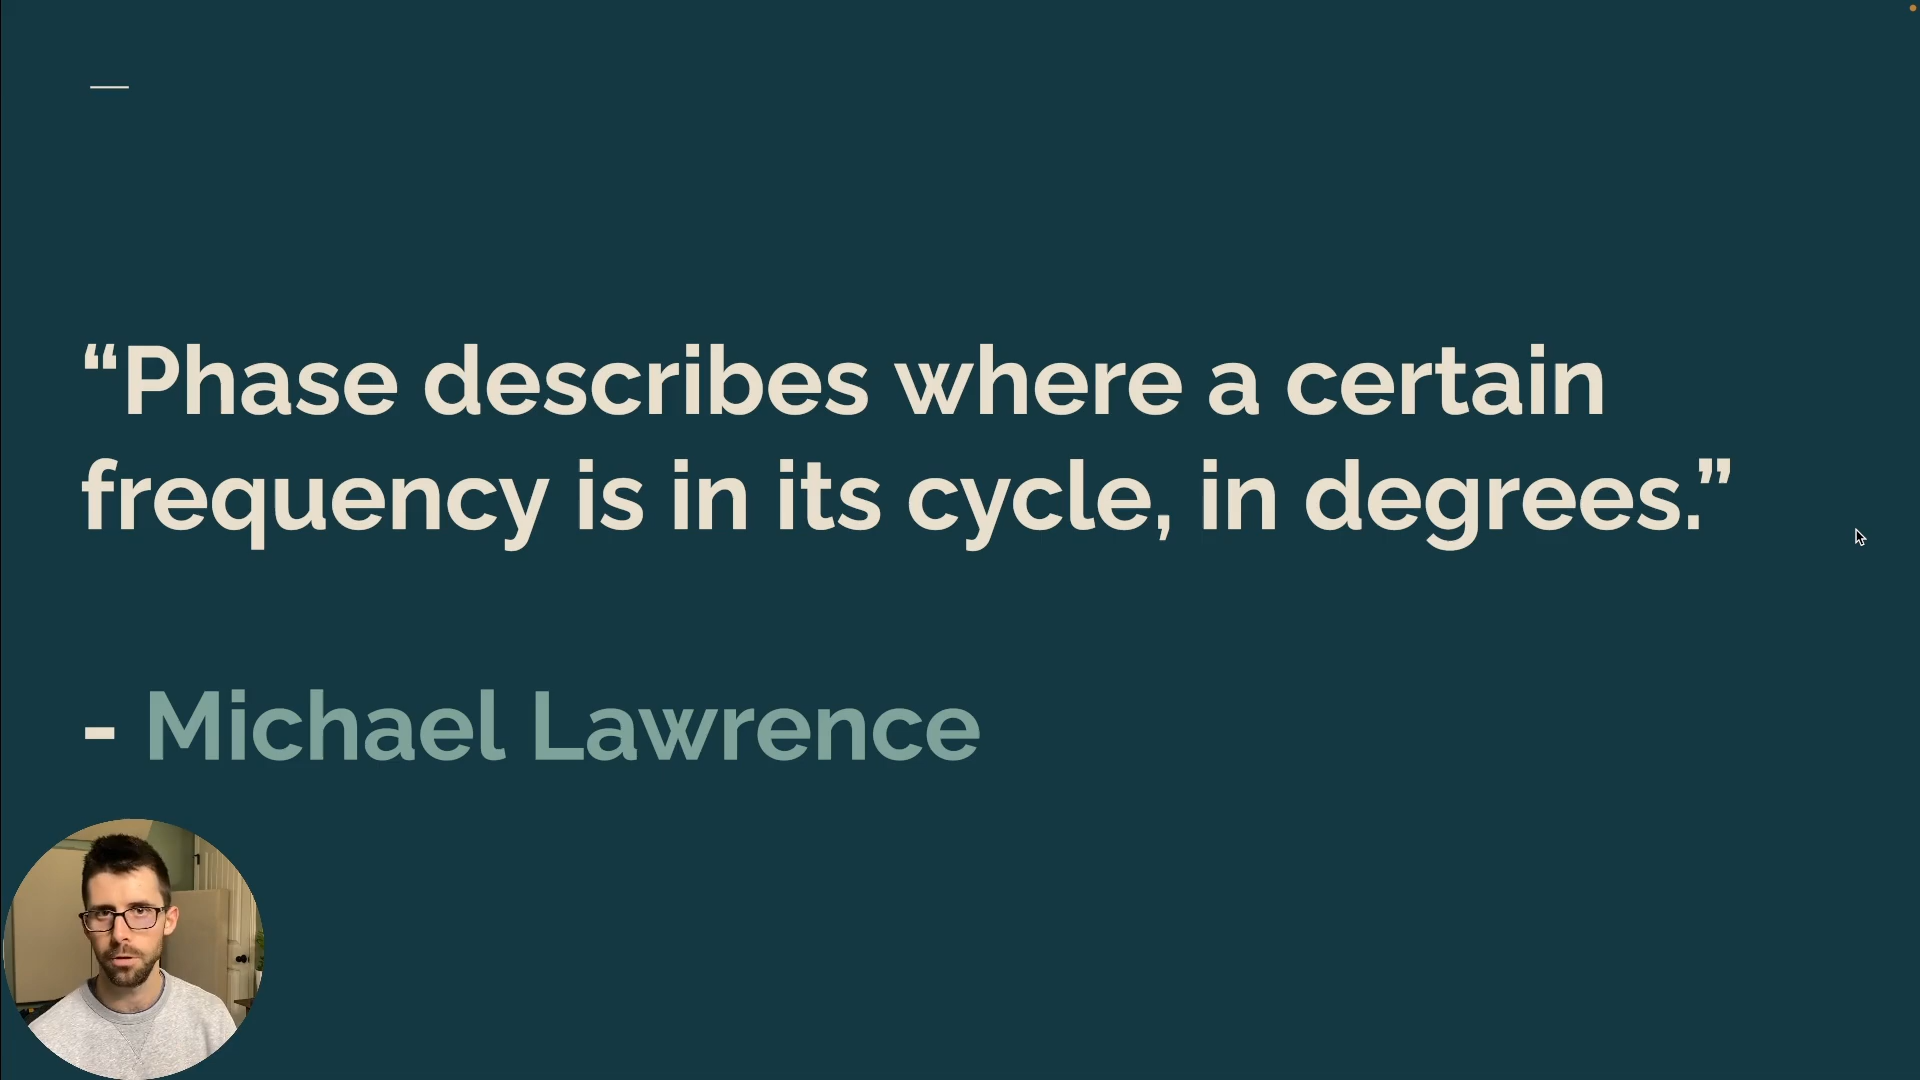 “Phase describes where a certain
frequency is in its cycle, in degrees.”
- Michael Lawrence